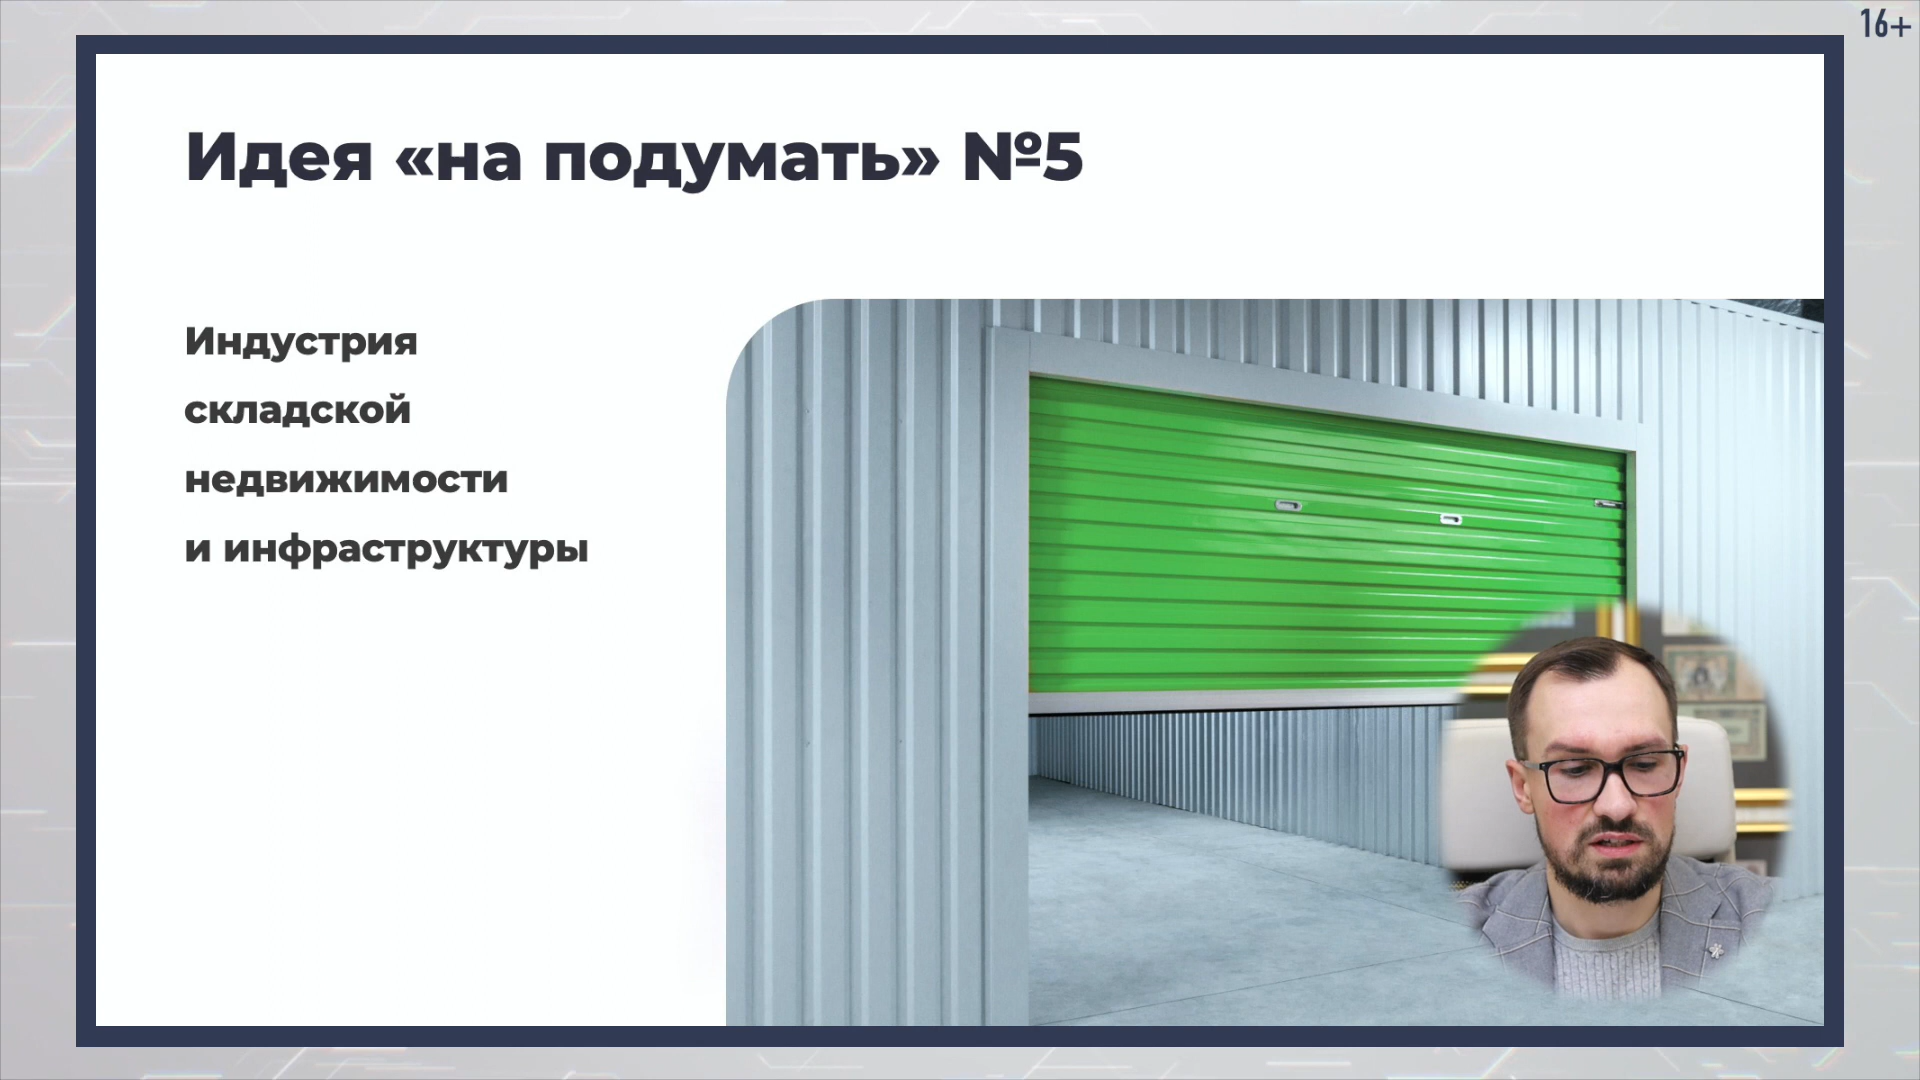 16+
Идея «на подумать» №5
Индустрия
складской
недвижимости
и инфраструктуры